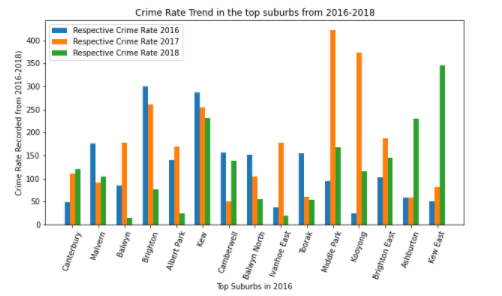 Crime Rate Trend in the top suburbs from 2016-2018
Respective Crime Rate 2016
Respective Crime Rate 2017
Respective Crime Rate 2018
Crime Rate Recorded from 2016-2018)
400
350
300
250
200
150
100
50
0
Canterbury
Malvern
Balwyn
Brighton
Albert Park
Kew
Camberwell
Balwyn North
Ivanhoe East
Toorak
Middle Park
Kooyong
Brighton East
Ashburton
Kew East
Top Suburbs in 2016